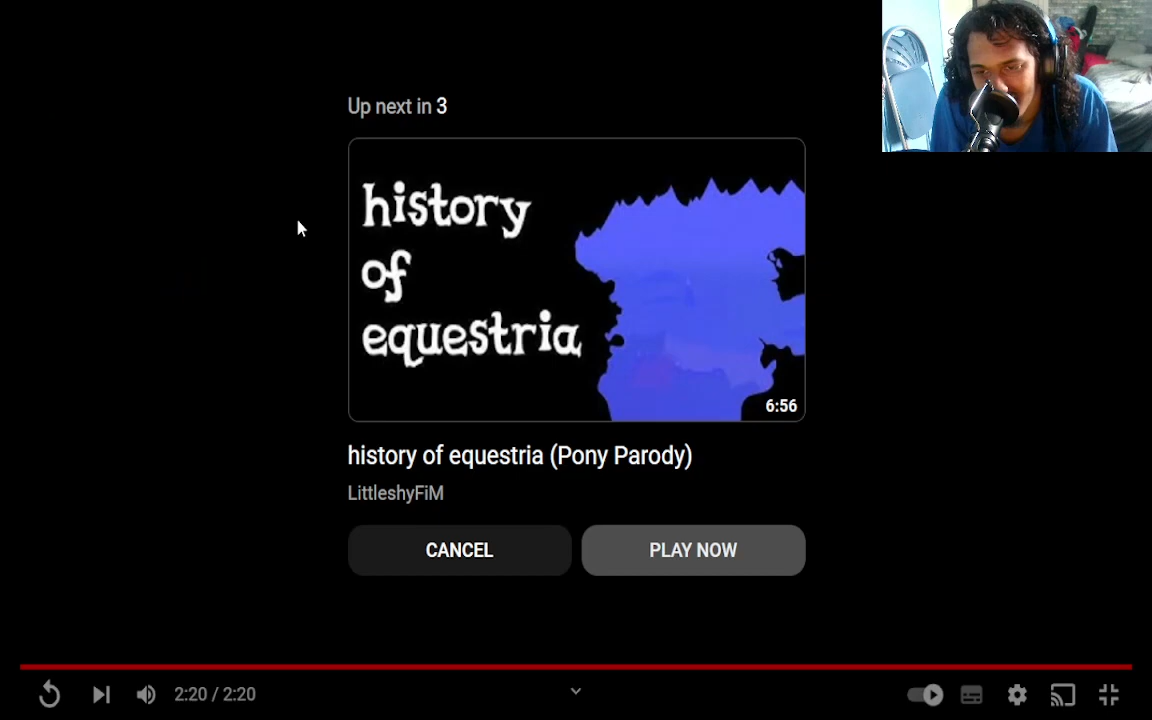 Up next in 3
history
of
equestria
6:56
history of equestria (Pony Parody)
LittleshyFiM
CANCEL
PLAY NOW
2:20 / 2:20